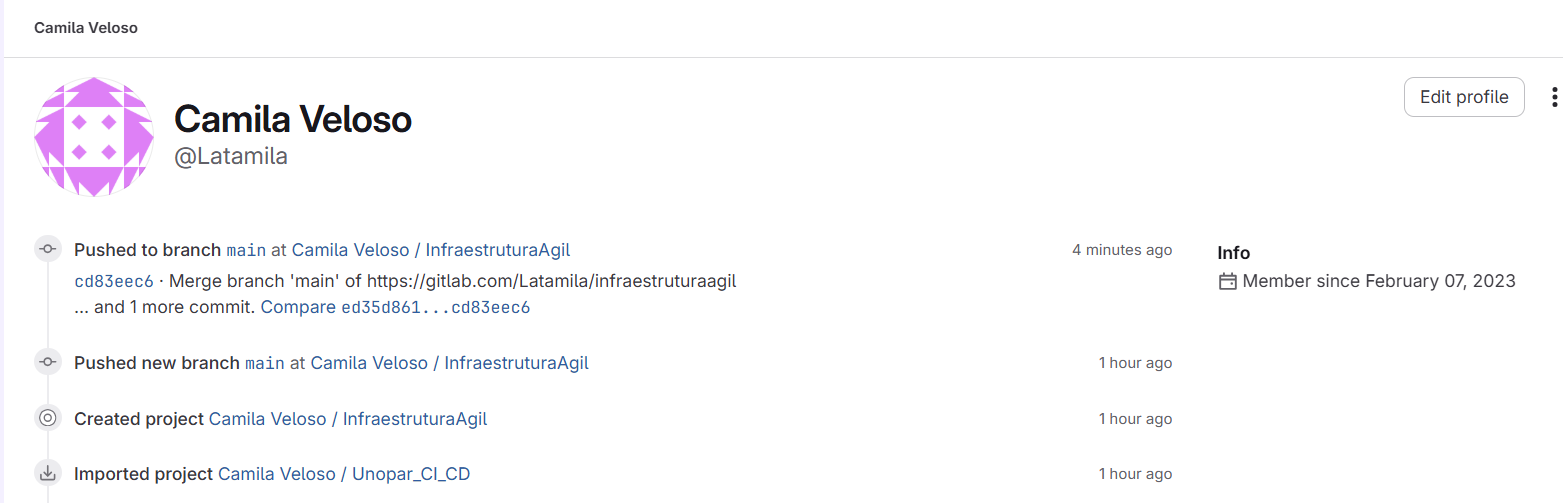 Camila Veloso
Edit profile
Camila Veloso
@Latamila
Pushed to branch main at Camila Veloso / InfraestruturaAgil
4 minutes ago
cd83eec6 · Merge branch 'main' of https://gitlab.com/Latamila/infraestruturaagil
... and 1 more commit. Compare ed35d861...cd83eec6
Info
Member since February 07, 2023
Pushed new branch main at Camila Veloso / InfraestruturaAgil
1 hour ago
Created project Camila Veloso / InfraestruturaAgil
1 hour ago
Imported project Camila Veloso / Unopar_CI_CD
1 hour ago